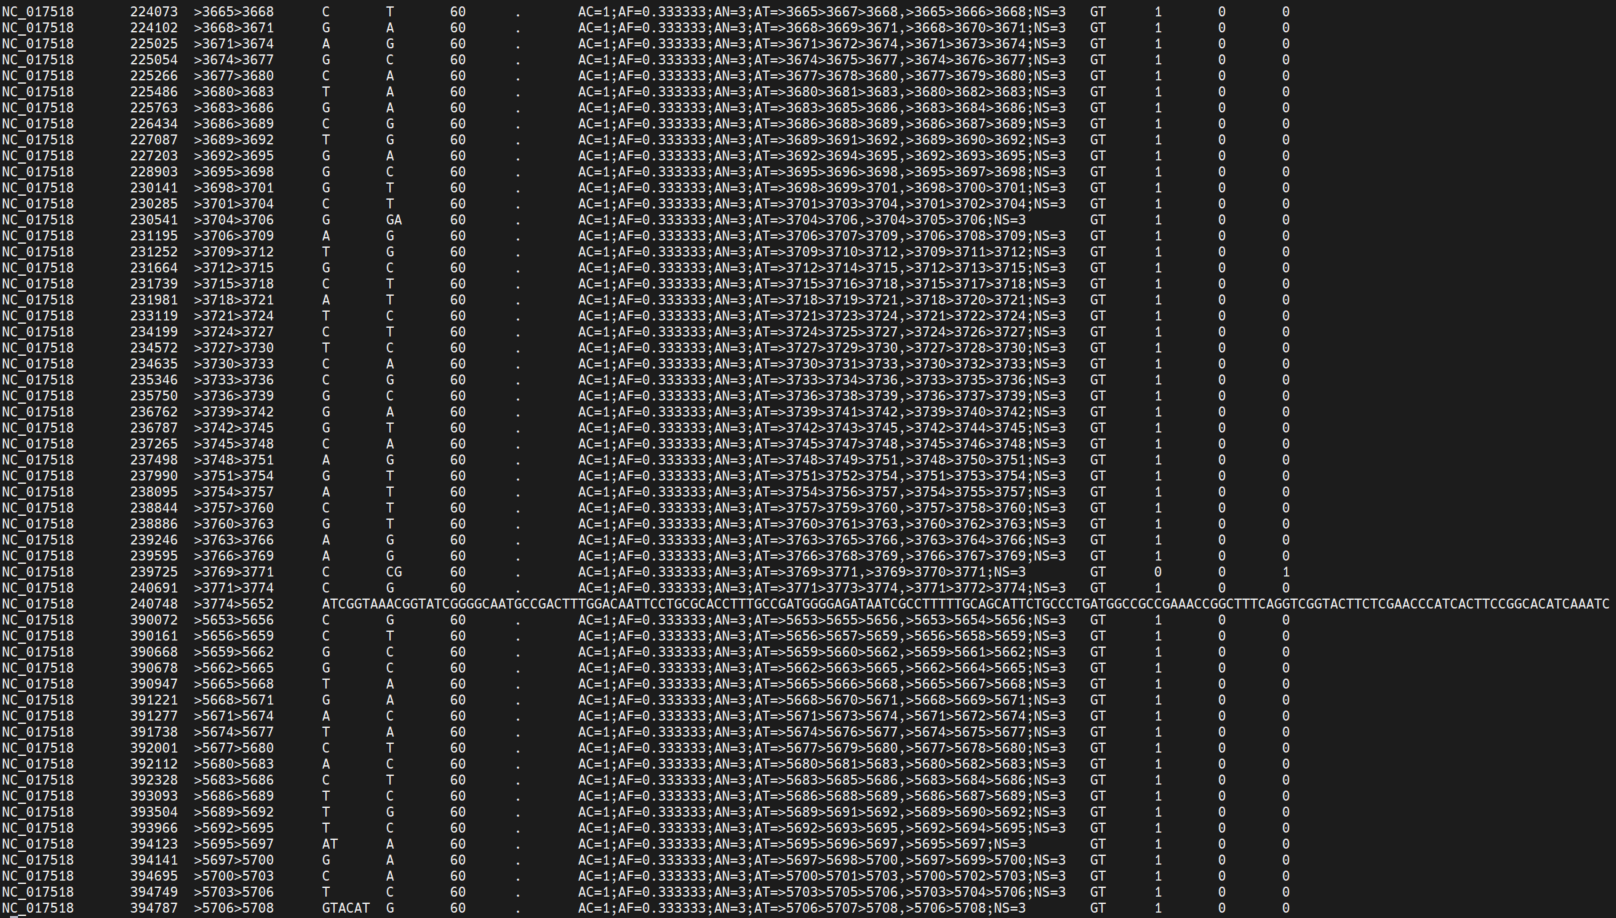 NC_017518 224073 >3665>3668 C T 60 . AC=1;AF=0.333333;AN=3;AT=>3665>3667>3668,>3665>3666>3668;NS=3 GT 1 0 0
NC_017518 224102 >3668>3671 G A 60 . AC=1;AF=0.333333;AN=3;AT=>3668>3669>3671,>3668>3670>3671;NS=3 GT 1 0 0
NC_017518 225025 >3671>3674 A G 60 . AC=1;AF=0.333333;AN=3;AT=>3671>3672>3674,>3671>3673>3674;NS=3 GT 1 0 0
NC_017518 225054 >3674>3677 G C 60 . AC=1;AF=0.333333;AN=3;AT=>3674>3675>3677,>3674>3676>3677;NS=3 GT 1 0 0
NC_017518 225266 >3677>3680 C A 60 . AC=1;AF=0.333333;AN=3;AT=>3677>3678>3680,>3677>3679>3680;NS=3 GT 1 0 0
NC_017518 225486 >3680>3683 T A 60 . AC=1;AF=0.333333;AN=3;AT=>3680>3681>3683,>3680>3682>3683;NS=3 GT 1 0 0
NC_017518 225763 >3683>3686 G A 60 . AC=1;AF=0.333333;AN=3;AT=>3683>3685>3686,>3683>3684>3686;NS=3 GT 1 0 0
NC_017518 226434 >3686>3689 C G 60 . AC=1;AF=0.333333;AN=3;AT=>3686>3688>3689,>3686>3687>3689;NS=3 GT 1 0 0
NC_017518 227087 >3689>3692 T G 60 . AC=1;AF=0.333333;AN=3;AT=>3689>3691>3692,>3689>3690>3692;NS=3 GT 1 0 0
NC_017518 227203 >3692>3695 G A 60 . AC=1;AF=0.333333;AN=3;AT=>3692>3694>3695,>3692>3693>3695;NS=3 GT 1 0 0
NC_017518 228903 >3695>3698 G C 60 . AC=1;AF=0.333333;AN=3;AT=>3695>3696>3698,>3695>3697>3698;NS=3 GT 1 0 0
NC_017518 230141 >3698>3701 G T 60 . AC=1;AF=0.333333;AN=3;AT=>3698>3699>3701,>3698>3700>3701;NS=3 GT 1 0 0
NC_017518 230285 >3701>3704 C T 60 . AC=1;AF=0.333333;AN=3;AT=>3701>3703>3704,>3701>3702>3704;NS=3 GT 1 0 0
NC_017518 230541 >3704>3706 G GA 60 . AC=1;AF=0.333333;AN=3;AT=>3704>3706,>3704>3705>3706;NS=3 GT 1 0 0
NC_017518 231195 >3706>3709 A G 60 . AC=1;AF=0.333333;AN=3;AT=>3706>3707>3709,>3706>3708>3709;NS=3 GT 1 0 0
NC_017518 231252 >3709>3712 T G 60 . AC=1;AF=0.333333;AN=3;AT=>3709>3710>3712,>3709>3711>3712;NS=3 GT 1 0 0
NC_017518 231664 >3712>3715 G C 60 . AC=1;AF=0.333333;AN=3;AT=>3712>3714>3715,>3712>3713>3715;NS=3 GT 1 0 0
NC_017518 231739 >3715>3718 C T 60 . AC=1;AF=0.333333;AN=3;AT=>3715>3716>3718,>3715>3717>3718;NS=3 GT 1 0 0
NC_017518 231981 >3718>3721 A T 60 . AC=1;AF=0.333333;AN=3;AT=>3718>3719>3721,>3718>3720>3721;NS=3 GT 1 0 0
NC_017518 233119 >3721>3724 T C 60 . AC=1;AF=0.333333;AN=3;AT=>3721>3723>3724,>3721>3722>3724;NS=3 GT 1 0 0
NC_017518 234199 >3724>3727 C T 60 . AC=1;AF=0.333333;AN=3;AT=>3724>3725>3727,>3724>3726>3727;NS=3 GT 1 0 0
NC_017518 234572 >3727>3730 T C 60 . AC=1;AF=0.333333;AN=3;AT=>3727>3729>3730,>3727>3728>3730;NS=3 GT 1 0 0
NC_017518 234635 >3730>3733 C A 60 . AC=1;AF=0.333333;AN=3;AT=>3730>3731>3733,>3730>3732>3733;NS=3 GT 1 0 0
NC_017518 235346 >3733>3736 C G 60 . AC=1;AF=0.333333;AN=3;AT=>3733>3734>3736,>3733>3735>3736;NS=3 GT 1 0 0
NC_017518 235750 >3736>3739 G C 60 . AC=1;AF=0.333333;AN=3;AT=>3736>3738>3739,>3736>3737>3739;NS=3 GT 1 0 0
NC_017518 236762 >3739>3742 G A 60 . AC=1;AF=0.333333;AN=3;AT=>3739>3741>3742,>3739>3740>3742;NS=3 GT 1 0 0
NC_017518 236787 >3742>3745 G T 60 . AC=1;AF=0.333333;AN=3;AT=>3742>3743>3745,>3742>3744>3745;NS=3 GT 1 0 0
NC_017518 237265 >3745>3748 C A 60 . AC=1;AF=0.333333;AN=3;AT=>3745>3747>3748,>3745>3746>3748;NS=3 GT 1 0 0
NC_017518 237498 >3748>3751 A G 60 . AC=1;AF=0.333333;AN=3;AT=>3748>3749>3751,>3748>3750>3751;NS=3 GT 1 0 0
NC_017518 237990 >3751>3754 G T 60 . AC=1;AF=0.333333;AN=3;AT=>3751>3752>3754,>3751>3753>3754;NS=3 GT 1 0 0
NC_017518 238095 >3754>3757 A T 60 . AC=1;AF=0.333333;AN=3;AT=>3754>3756>3757,>3754>3755>3757;NS=3 GT 1 0 0
NC_017518 238844 >3757>3760 C T 60 . AC=1;AF=0.333333;AN=3;AT=>3757>3759>3760,>3757>3758>3760;NS=3 GT 1 0 0
NC_017518 238886 >3760>3763 G T 60 . AC=1;AF=0.333333;AN=3;AT=>3760>3761>3763,>3760>3762>3763;NS=3 GT 1 0 0
NC_017518 239246 >3763>3766 A G 60 . AC=1;AF=0.333333;AN=3;AT=>3763>3765>3766,>3763>3764>3766;NS=3 GT 1 0 0
NC_017518 239595 >3766>3769 A G 60 . AC=1;AF=0.333333;AN=3;AT=>3766>3768>3769,>3766>3767>3769;NS=3 GT 1 0 0
NC_017518 239725 >3769>3771 C CG 60 . AC=1;AF=0.333333;AN=3;AT=>3769>3771,>3769>3770>3771;NS=3 GT 0 0 1
NC_017518 240691 >3771>3774 C G 60 . AC=1;AF=0.333333;AN=3;AT=>3771>3773>3774,>3771>3772>3774;NS=3 GT 1 0 0
NC_017518 240748 >3774>5652 ATCGGTAAACGGTATCGGGGCAATGCCGACTTTGGACAATTCCTGCGCACCTTTGCCGATGGGGAGATAATCGCCTTTTTGCAGCATTCTGCCCTGATGGCCGCCGAAACCGGCTTTCAGGTCGGTACTTCTCGAACCCATCACTTCCGGCACATCAAATC
NC_017518 390072 >5653>5656 C G 60 . AC=1;AF=0.333333;AN=3;AT=>5653>5655>5656,>5653>5654>5656;NS=3 GT 1 0 0
NC_017518 390161 >5656>5659 C T 60 . AC=1;AF=0.333333;AN=3;AT=>5656>5657>5659,>5656>5658>5659;NS=3 GT 1 0 0
NC_017518 390668 >5659>5662 G C 60 . AC=1;AF=0.333333;AN=3;AT=>5659>5660>5662,>5659>5661>5662;NS=3 GT 1 0 0
NC_017518 390678 >5662>5665 G C 60 . AC=1;AF=0.333333;AN=3;AT=>5662>5663>5665,>5662>5664>5665;NS=3 GT 1 0 0
NC_017518 390947 >5665>5668 T A 60 . AC=1;AF=0.333333;AN=3;AT=>5665>5666>5668,>5665>5667>5668;NS=3 GT 1 0 0
NC_017518 391221 >5668>5671 G A 60 . AC=1;AF=0.333333;AN=3;AT=>5668>5670>5671,>5668>5669>5671;NS=3 GT 1 0 0
NC_017518 391277 >5671>5674 A C 60 . AC=1;AF=0.333333;AN=3;AT=>5671>5673>5674,>5671>5672>5674;NS=3 GT 1 0 0
NC_017518 391738 >5674>5677 T A 60 . AC=1;AF=0.333333;AN=3;AT=>5674>5676>5677,>5674>5675>5677;NS=3 GT 1 0 0
NC_017518 392001 >5677>5680 C T 60 . AC=1;AF=0.333333;AN=3;AT=>5677>5679>5680,>5677>5678>5680;NS=3 GT 1 0 0
NC_017518 392112 >5680>5683 A C 60 . AC=1;AF=0.333333;AN=3;AT=>5680>5681>5683,>5680>5682>5683;NS=3 GT 1 0 0
NC_017518 392328 >5683>5686 C T 60 . AC=1;AF=0.333333;AN=3;AT=>5683>5685>5686,>5683>5684>5686;NS=3 GT 1 0 0
NC_017518 393093 >5686>5689 T C 60 . AC=1;AF=0.333333;AN=3;AT=>5686>5688>5689,>5686>5687>5689;NS=3 GT 1 0 0
NC_017518 393504 >5689>5692 T G 60 . AC=1;AF=0.333333;AN=3;AT=>5689>5691>5692,>5689>5690>5692;NS=3 GT 1 0 0
NC_017518 393966 >5692>5695 T C 60 . AC=1;AF=0.333333;AN=3;AT=>5692>5693>5695,>5692>5694>5695;NS=3 GT 1 0 0
NC_017518 394123 >5695>5697 AT A 60 . AC=1;AF=0.333333;AN=3;AT=>5695>5696>5697,>5695>5697;NS=3 GT 1 0 0
NC_017518 394141 >5697>5700 G A 60 . AC=1;AF=0.333333;AN=3;AT=>5697>5698>5700,>5697>5699>5700;NS=3 GT 1 0 0
NC_017518 394695 >5700>5703 C A 60 . AC=1;AF=0.333333;AN=3;AT=>5700>5701>5703,>5700>5702>5703;NS=3 GT 1 0 0
NC_017518 394749 >5703>5706 T C 60 . AC=1;AF=0.333333;AN=3;AT=>5703>5705>5706,>5703>5704>5706;NS=3 GT 1 0 0
NC_017518 394787 >5706>5708 GTACAT G 60 . AC=1;AF=0.333333;AN=3;AT=>5706>5707>5708,>5706>5708;NS=3 GT 1 0 0